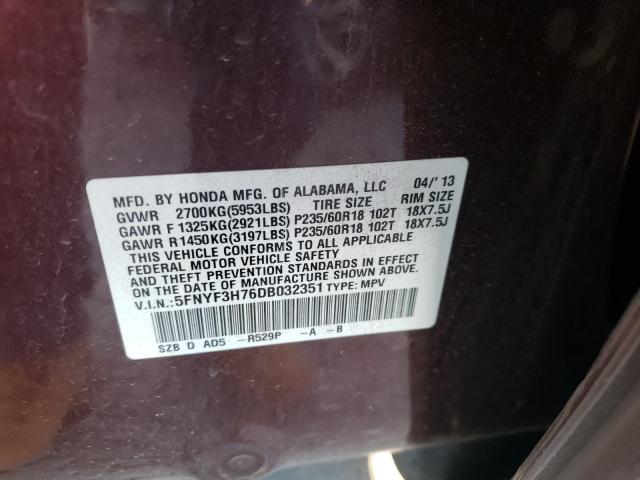 MFD. BY HONDA MFG. OF ALABAMA, LLC 04/'13
GVWR 2700KG(5953LBS) TIRE SIZE RIM SIZE
GAWR F 1325KG(2921LBS) P235/60R18 102T 18X7.5J
GAWR R1450KG(3197LBS) P235/60R18 102T 18X7.5J
THIS VEHICLE CONFORMS TO ALL APPLICABLE
FEDERAL MOTOR VEHICLE SAFETY
AND THEFT PREVENTION STANDARDS IN EFFECT
ON THE DATE OF MANUFACTURE SHOWN ABOVE.
V.I.N.:5FNYF3H76DB032351 TYPE: MPV
SZB D AD5 -R529P -A -B